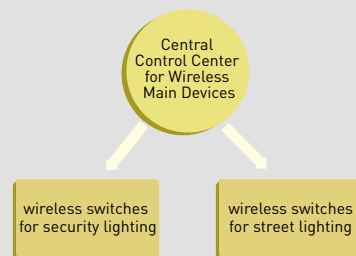 Central
Control Center
for Wireless
Main Devices
wireless switches
for security lighting
wireless switches
for street lighting